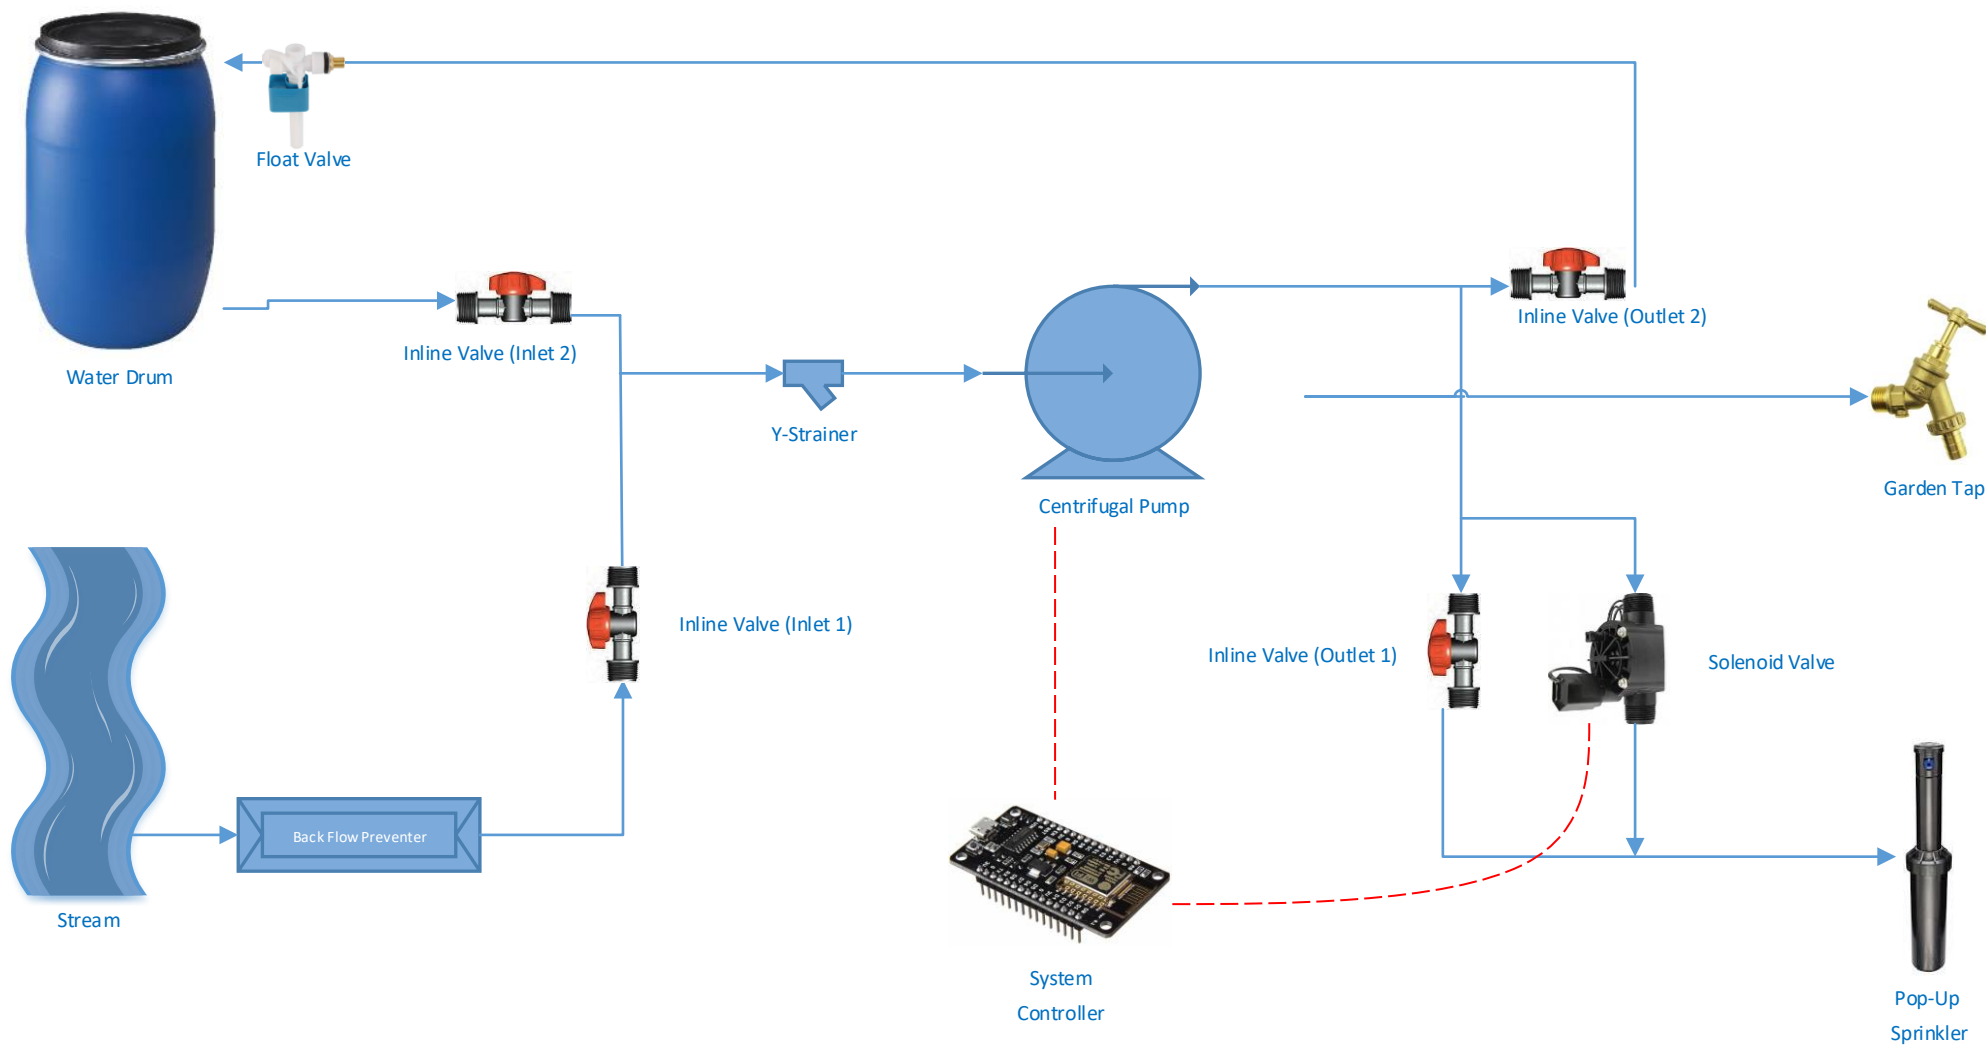 Float Valve
Inline Valve (Outlet 2)
Inline Valve (Inlet 2)
Water Drum
Y-Strainer
Garden Tap
Centrifugal Pump
Inline Valve (Inlet 1)
Inline Valve (Outlet 1)
Solenoid Valve
Back Flow Preventer
Stream
System
Controller
Pop-Up
Sprinkler